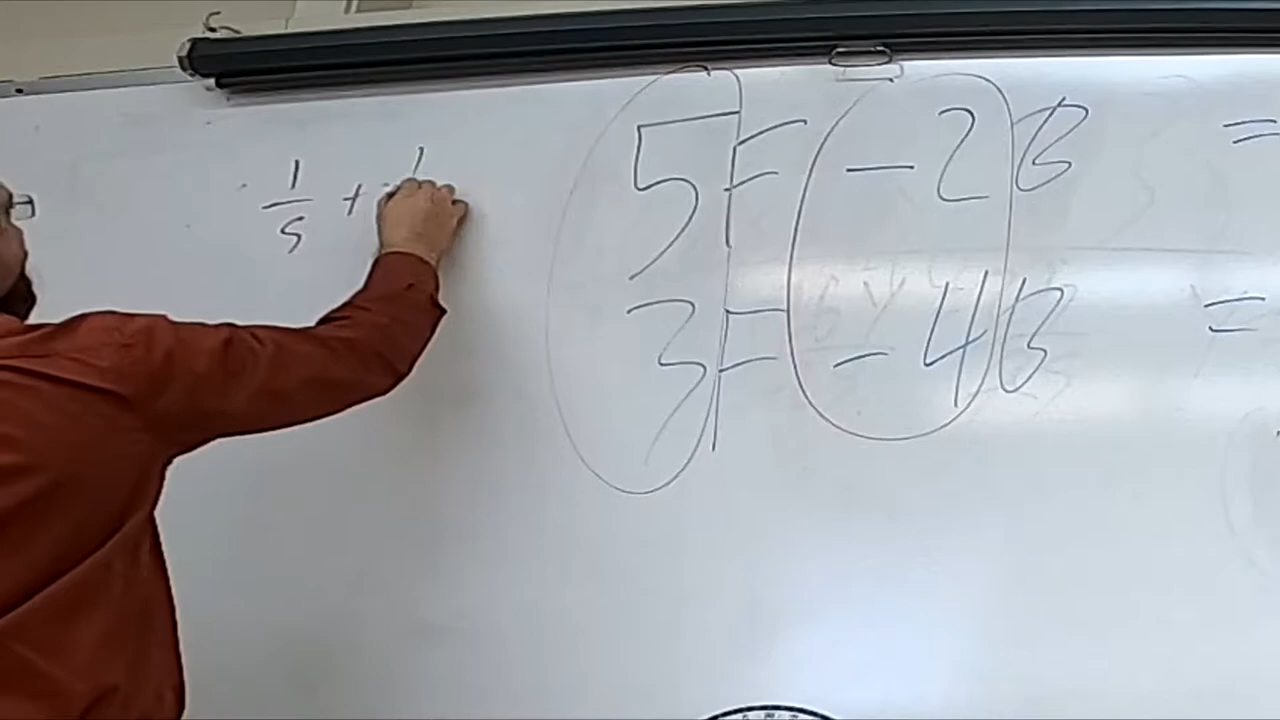 1/5 + 1
5F - 2B =
3F - 4B =